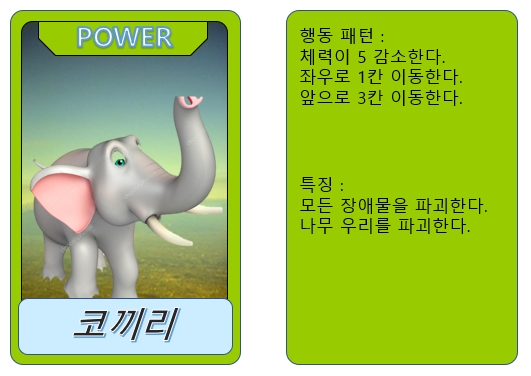 POWER
코끼리
행동 패턴 :
체력이 5 감소한다.
좌우로 1칸 이동한다.
앞으로 3칸 이동한다.
특징 :
모든 장애물을 파괴한다.
나무 우리를 파괴한다.